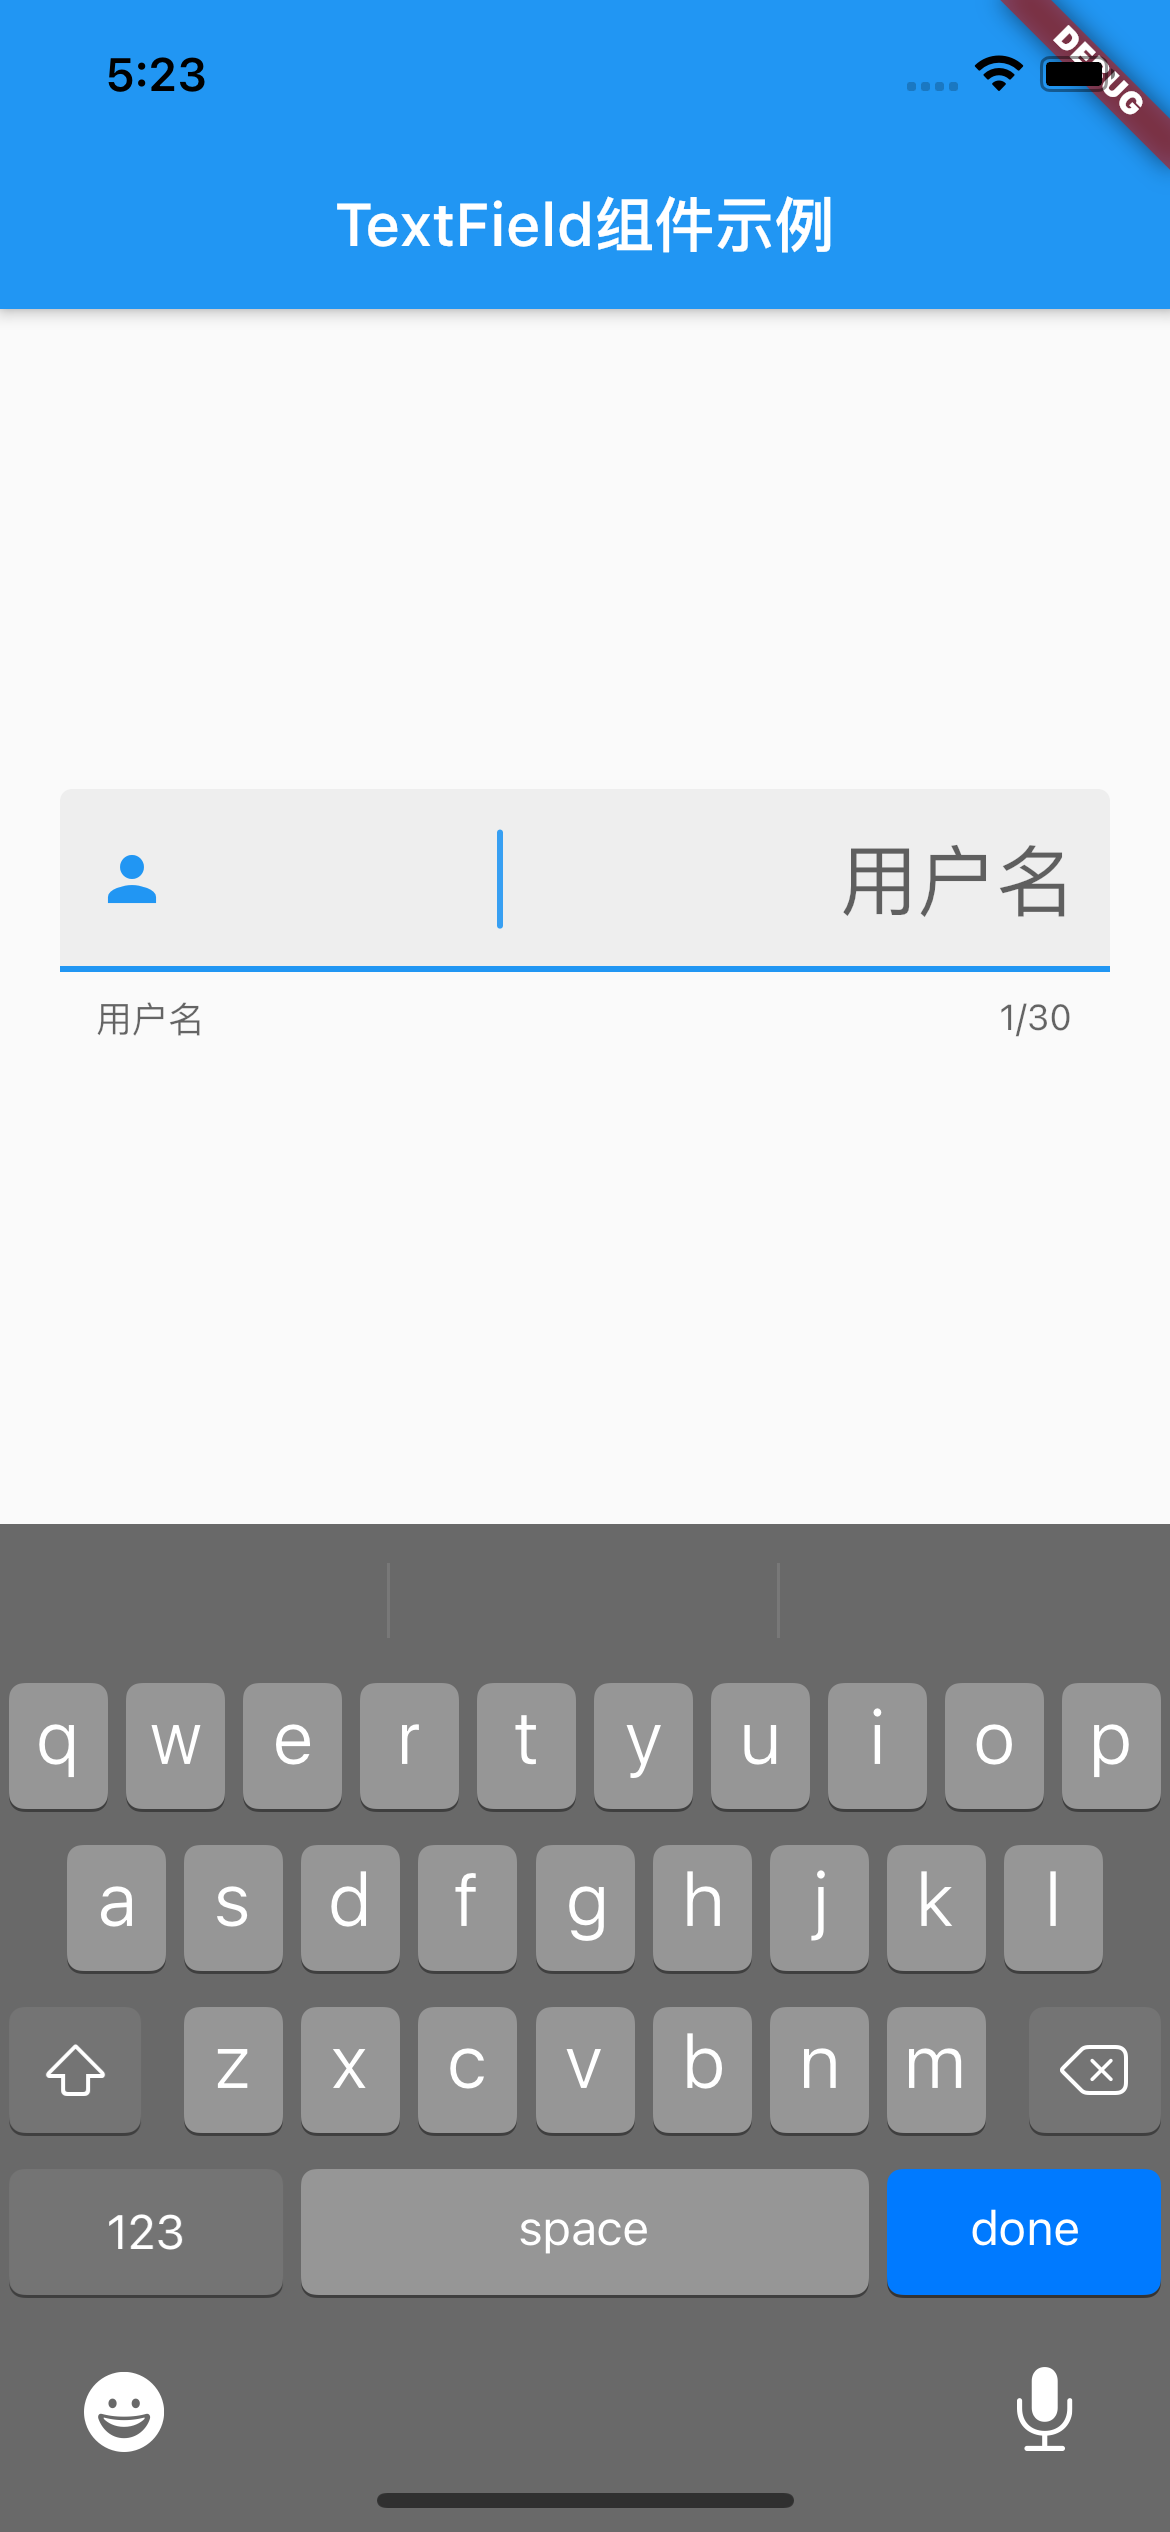 5:23
DEBUG
TextField组件示例
用户名
用户名 1/30
q w e r t y u i o p
a s d f g h j k l
z x c v b n m
123 space done